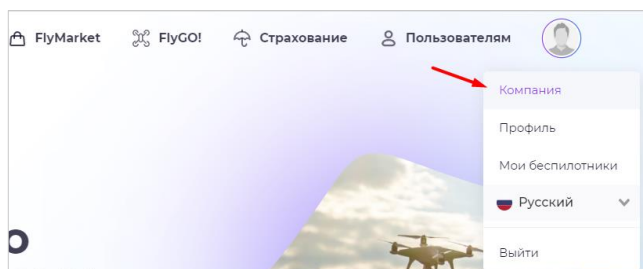 FlyMarket FlyGO! Страхование Пользователям
Компания
Профиль
Мои беспилотники
Русский
Выйти